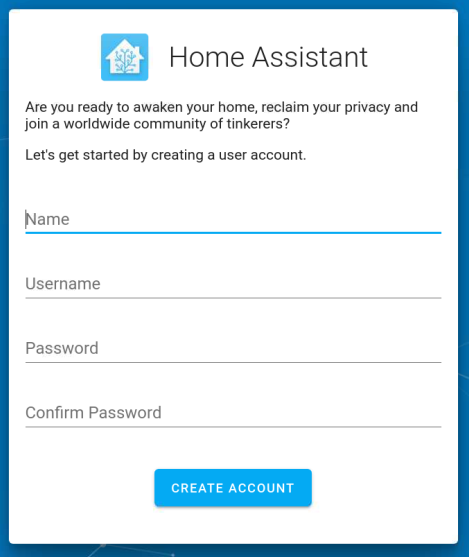 Home Assistant
Are you ready to awaken your home, reclaim your privacy and
join a worldwide community of tinkerers?
Let's get started by creating a user account.
Name
Username
Password
Confirm Password
CREATE ACCOUNT